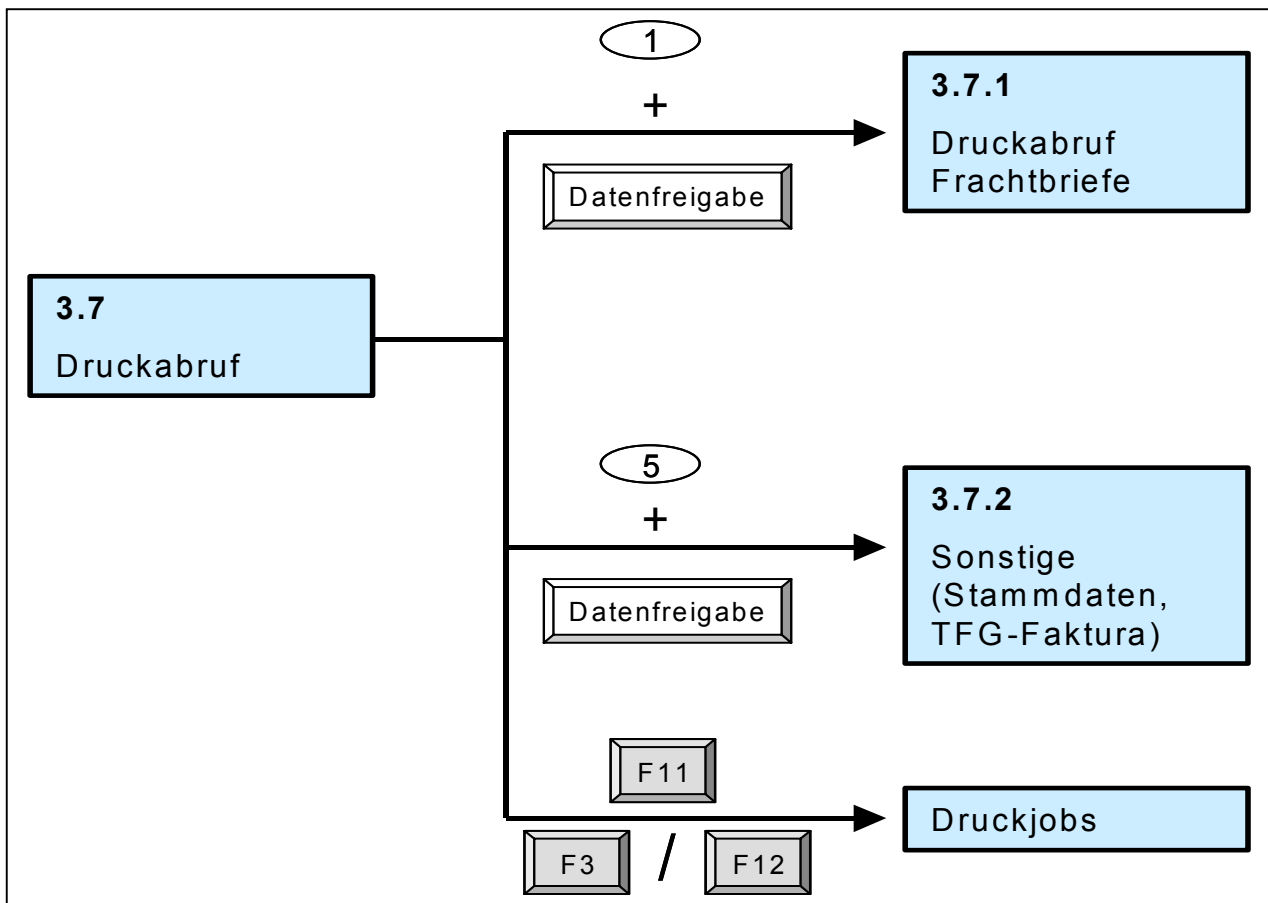 1
+
Datenfreigabe
3.7.1
Druckabruf
Frachtbriefe
3.7
Druckabruf
5
+
Datenfreigabe
3.7.2
Sonstige
(Stammdaten,
TFG-Faktura)
F11
F3 / F12
Druckjobs